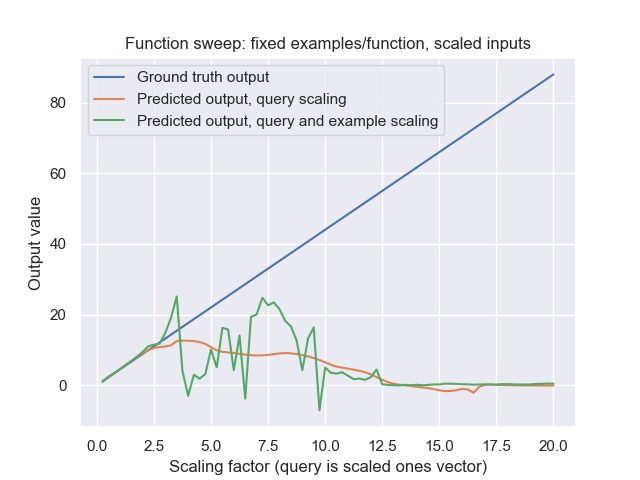 Function sweep: fixed examples/function, scaled inputs
Ground truth output
Predicted output, query scaling
Predicted output, query and example scaling
80
60
40
20
0
Output value
0.0 2.5 5.0 7.5 10.0 12.5 15.0 17.5 20.0
Scaling factor (query is scaled ones vector)